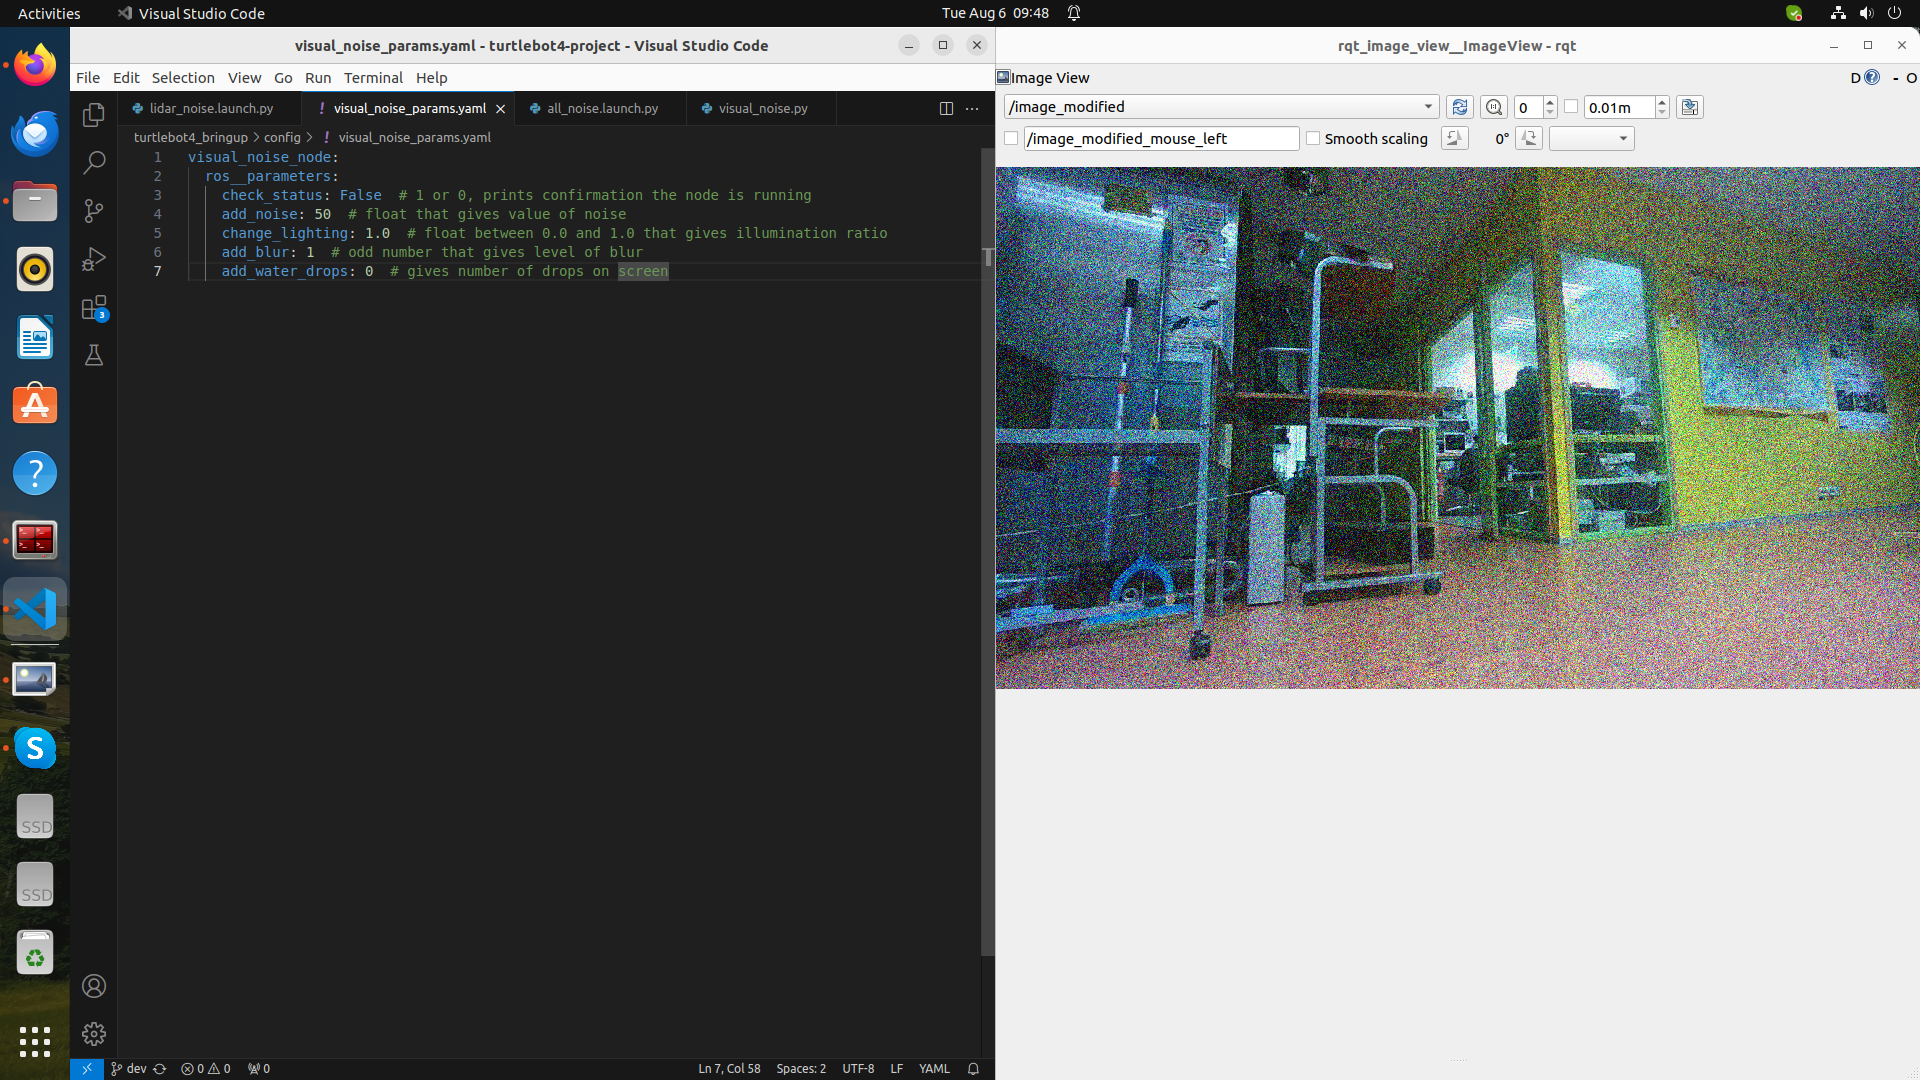 Activities
Visual Studio Code
Tue Aug 6 09:48
visual_noise_params.yaml - turtlebot4-project - Visual Studio Code
File Edit Selection View Go Run Terminal Help
lidar_noise.launch.py
! visual_noise_params.yaml
all_noise.launch.py
visual_noise.py
turtlebot4_bringup > config > ! visual_noise_params.yaml
1 visual_noise_node:
2 ros__parameters:
3 check_status: False # 1 or 0, prints confirmation the node is running
4 add_noise: 50 # float that gives value of noise
5 change_lighting: 1.0 # float between 0.0 and 1.0 that gives illumination ratio
6 add_blur: 1 # odd number that gives level of blur
7 add_water_drops: 0 # gives number of drops on screen
3
SSD
SSD
dev
0 0
0
Ln 7, Col 58
Spaces: 2
UTF-8
LF
YAML
rqt_image_view__ImageView - rqt
Image View
D ? - O
/image_modified
0
0.01m
/image_modified_mouse_left
Smooth scaling
0°